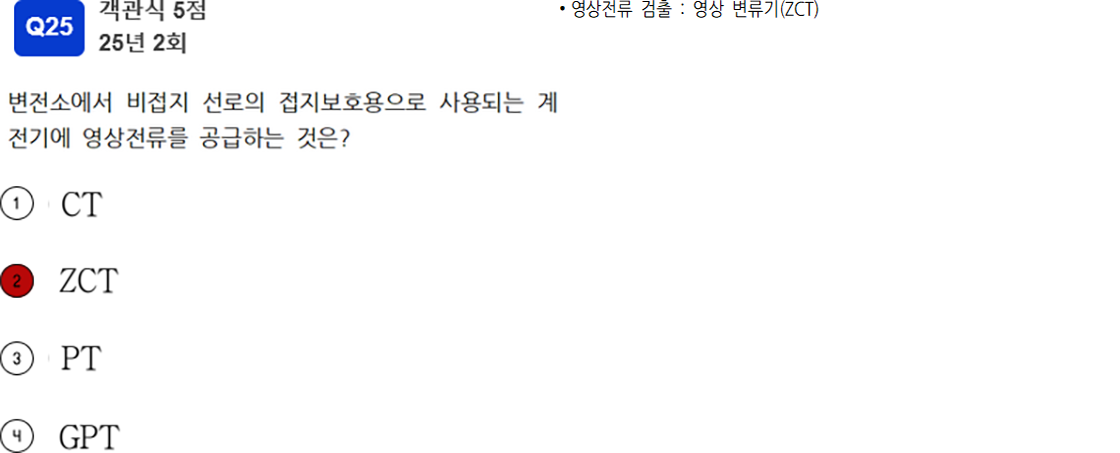 Q25
객관식 5점
25년 2회
변전소에서 비접지 선로의 접지보호용으로 사용되는 계
전기에 영상전류를 공급하는 것은?
① CT
② ZCT
③ PT
④ GPT
• 영상전류 검출 : 영상 변류기(ZCT)